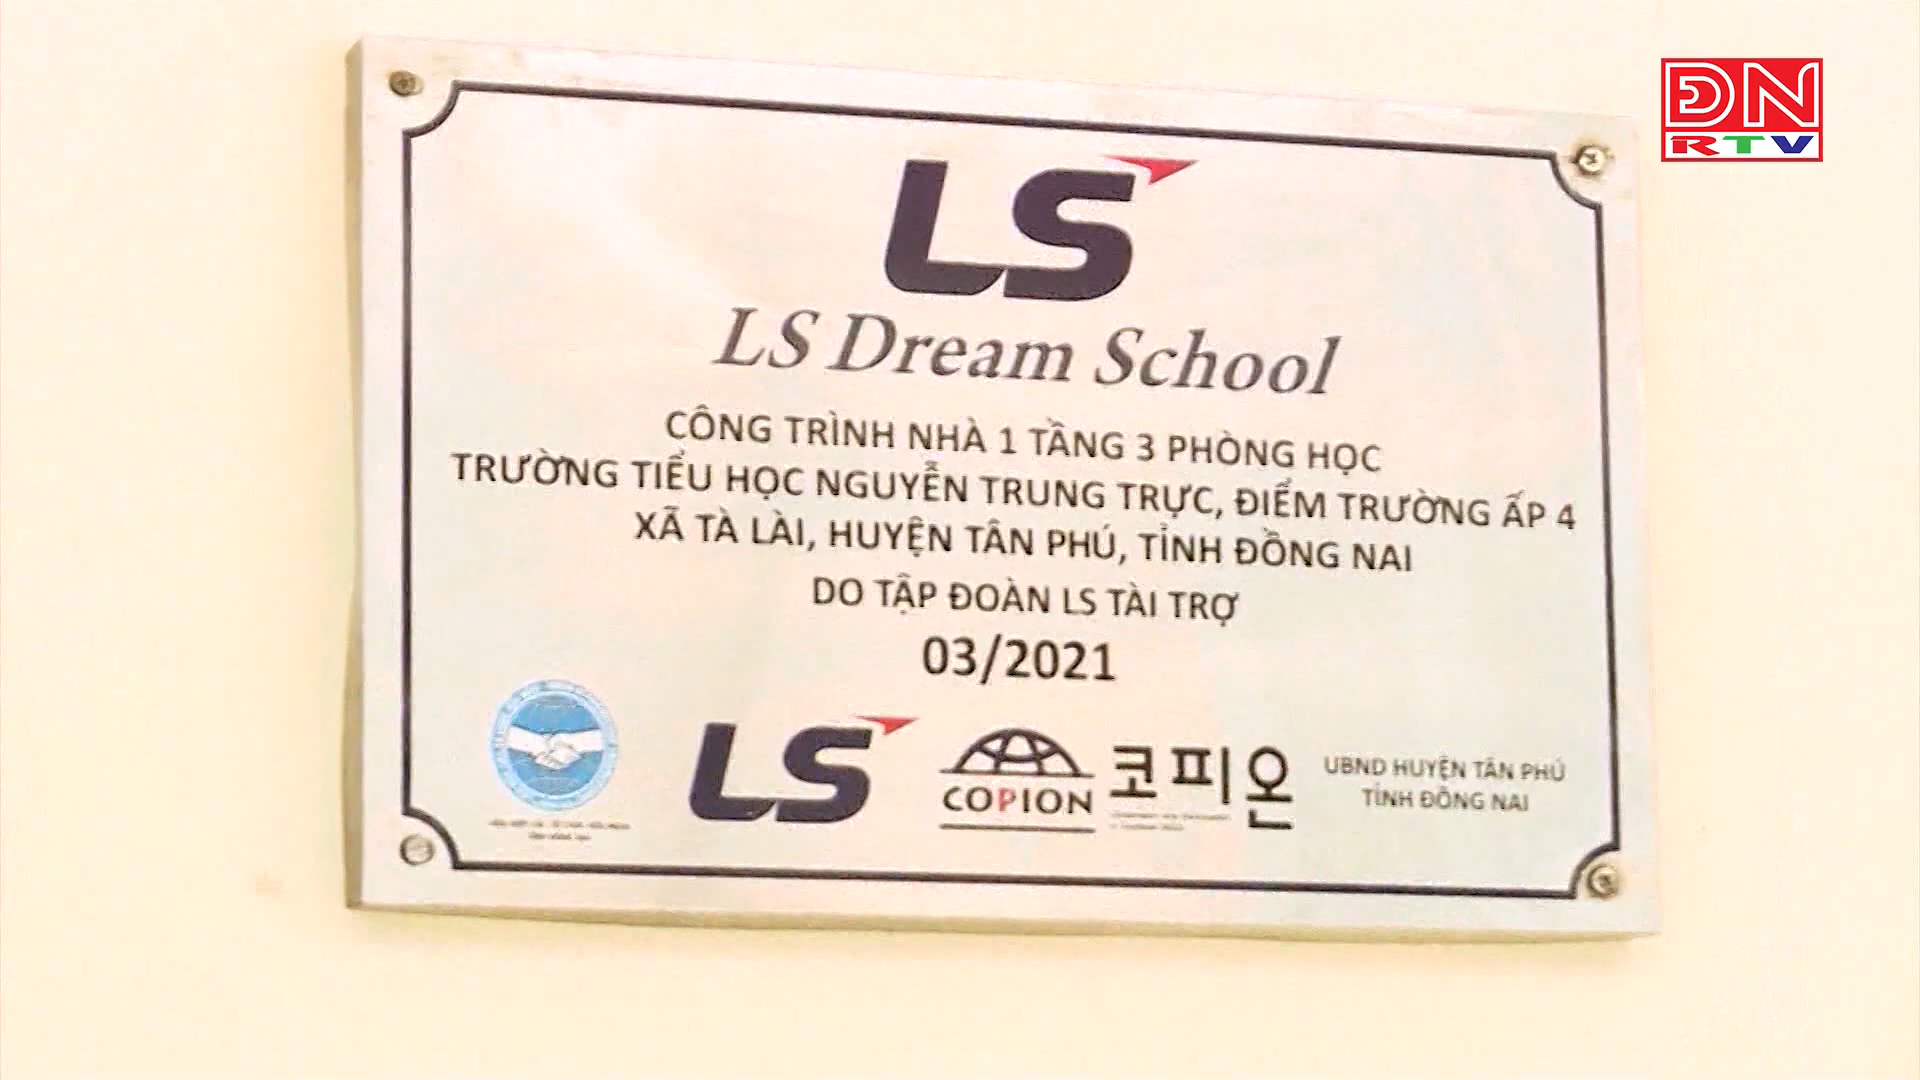 ĐN
RTV
LS
LS Dream School
CÔNG TRÌNH NHÀ 1 TẦNG 3 PHÒNG HỌC
TRƯỜNG TIỂU HỌC NGUYỄN TRUNG TRỰC, ĐIỂM TRƯỜNG ẤP 4
XÃ TÀ LÀI, HUYỆN TÂN PHÚ, TỈNH ĐỒNG NAI
DO TẬP ĐOÀN LS TÀI TRỢ
03/2021
LS
COPION
코피온
UBND HUYỆN TÂN PHÚ
TỈNH ĐỒNG NAI